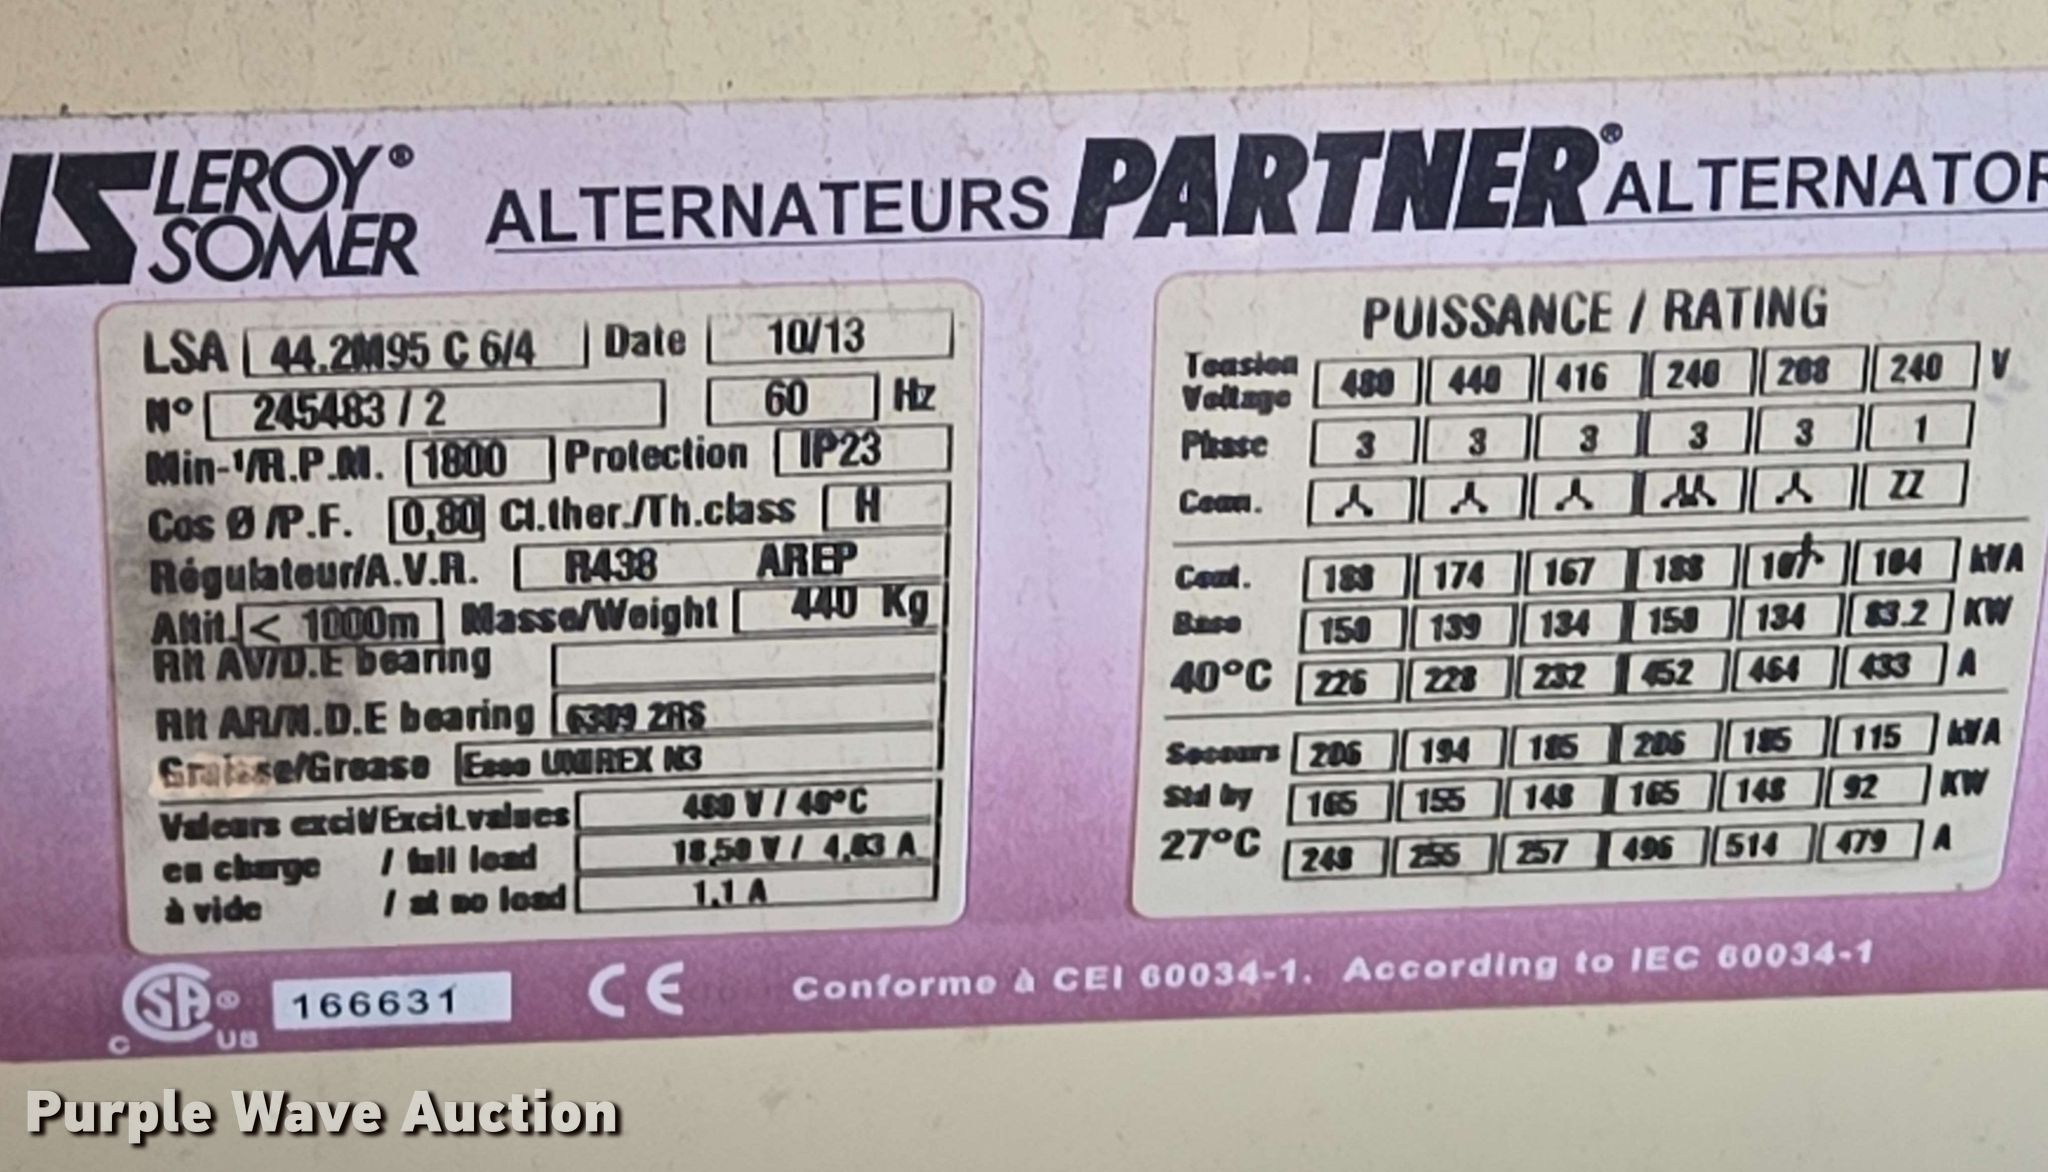 LS LEROY® SOMER ALTERNATEURS PARTNER® ALTERNATOR
LSA 44.2M95 C 6/4 Date 10/13
N° 245483 / 2 60 Hz
Min-¹/R.P.M. 1800 Protection IP23
Cos Ø /P.F. 0,80 Cl.ther./Th.class H
Régulateur/A.V.R. R438 AREP
Altit. < 1000m Masse/Weight 440 Kg
Rlt AV/D.E bearing
Rlt AR/N.D.E bearing 6309 2RS
Graisse/Grease Esso UNIREX N3
Valeurs excit/Excit.values 480 V / 40°C
en charge / full load 18,50 V / 4,03 A
à vide / at no load 1,1 A
PUISSANCE / RATING
Tension
Voltage 480 440 416 240 208 240 V
Phase 3 3 3 3 3 1
Conn. ZZ
Cont. 188 174 167 188 167 104 kVA
Base 150 139 134 150 134 83.2 KW
40°C 226 228 232 452 464 433 A
Secours 206 194 185 206 185 115 kVA
Std by 165 155 148 165 148 92 KW
27°C 248 255 257 496 514 479 A
C SA® US 166631 CE Conforme à CEI 60034-1. According to IEC 60034-1
Purple Wave Auction